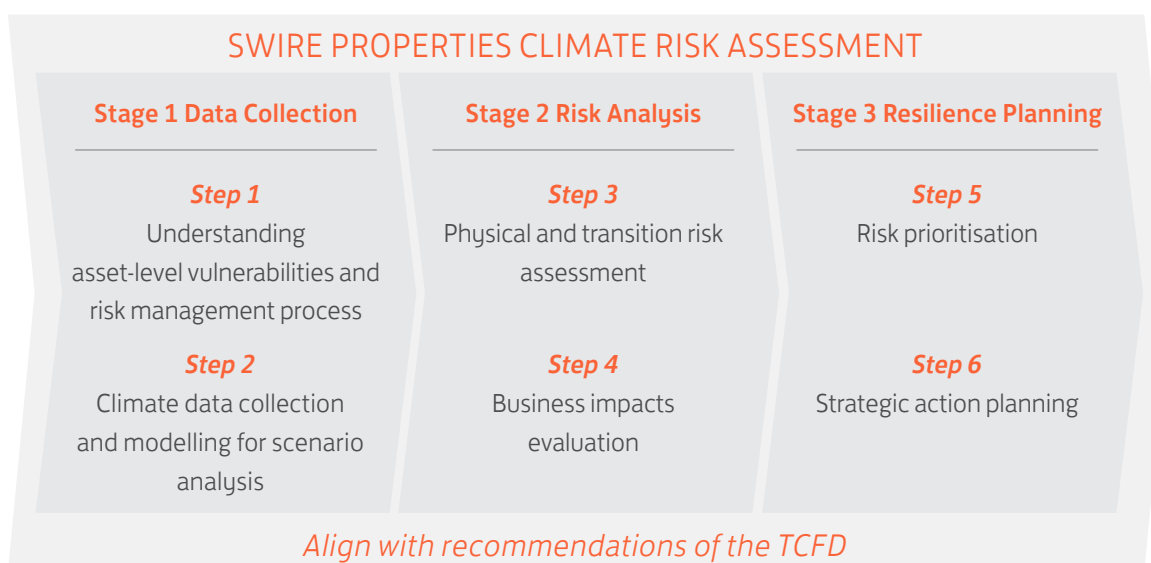 SWIRE PROPERTIES CLIMATE RISK ASSESSMENT
Stage 1 Data Collection
Step 1
Understanding
asset-level vulnerabilities and
risk management process
Step 2
Climate data collection
and modelling for scenario
analysis
Stage 2 Risk Analysis
Step 3
Physical and transition risk
assessment
Step 4
Business impacts
evaluation
Stage 3 Resilience Planning
Step 5
Risk prioritisation
Step 6
Strategic action planning
Align with recommendations of the TCFD